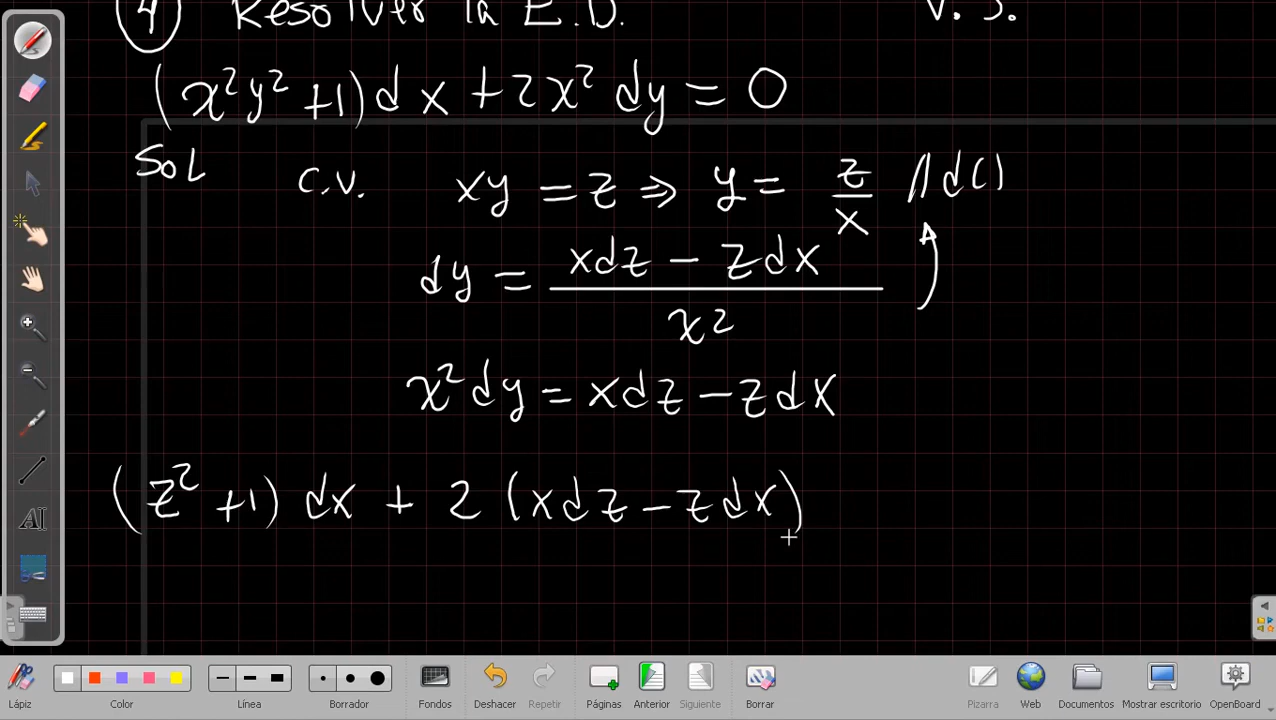 4 Resolver la E.D. V.S.
(x²y²+1)dx+2x²dy=0
Sol c.v. xy=z⇒y= z/x //d()
dy= (xdz-zdx)/x²
x²dy=xdz-zdx
(z²+1)dx+2(xdz-zdx)
Lápiz Color Línea Borrador Fondos Deshacer Repetir Páginas Anterior Siguiente Borrar Pizarra Web Documentos Mostrar escritorio OpenBoard